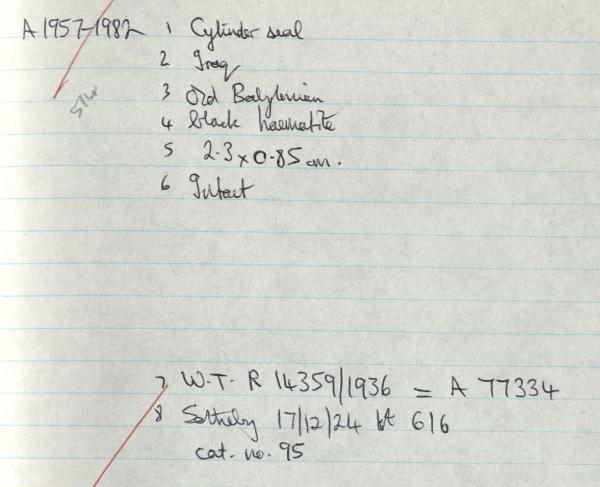 A 1957-1982 1 Cylinder seal
2 Iraq
3 Old Babylonian
4 black haematite
5 2.3 x 0.85 cm.
6 Intact
7 W.T. R 14359/1936 = A 77334
8 Sotheby 17/12/24 lot 616
cat. no. 95